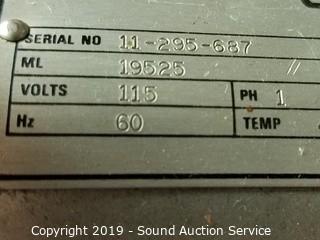 SERIAL NO 11-295-687
ML 19525 //
VOLTS 115 PH 1
Hz 60 TEMP
Copyright 2019 - Sound Auction Service